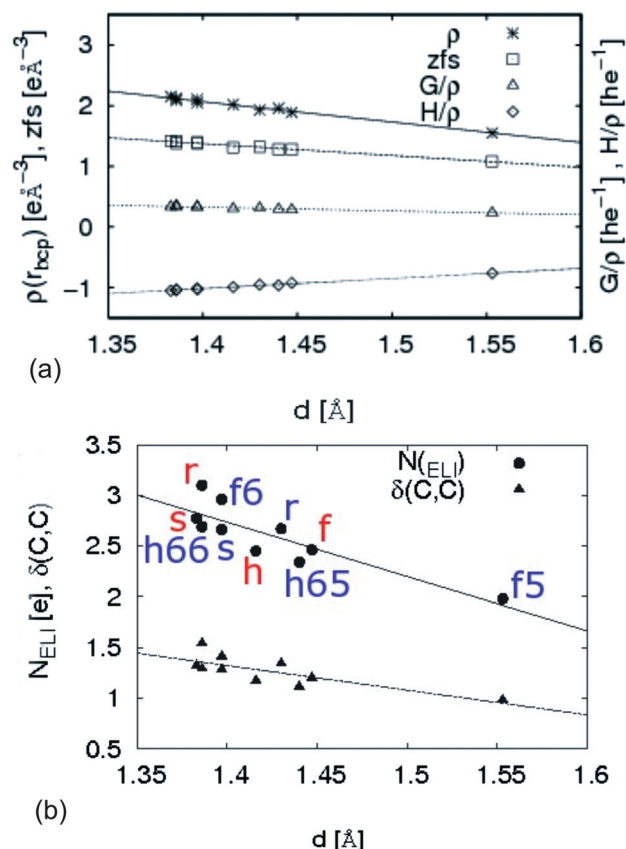 ρ
zfs
G/ρ
H/ρ
3
2
1
0
−1
ρ(r_bcp) [eÅ⁻³], zfs [eÅ⁻³]
G/ρ [he⁻¹], H/ρ [he⁻¹]
1.35 1.4 1.45 1.5 1.55 1.6
(a)
d [Å]
3.5
3
2.5
2
1.5
1
0.5
N(ELI)
δ(C,C)
r
f6
r
f
s
h66
s
h
h65
f5
N_ELI [e], δ(C,C)
1.35 1.4 1.45 1.5 1.55 1.6
(b)
d [Å]